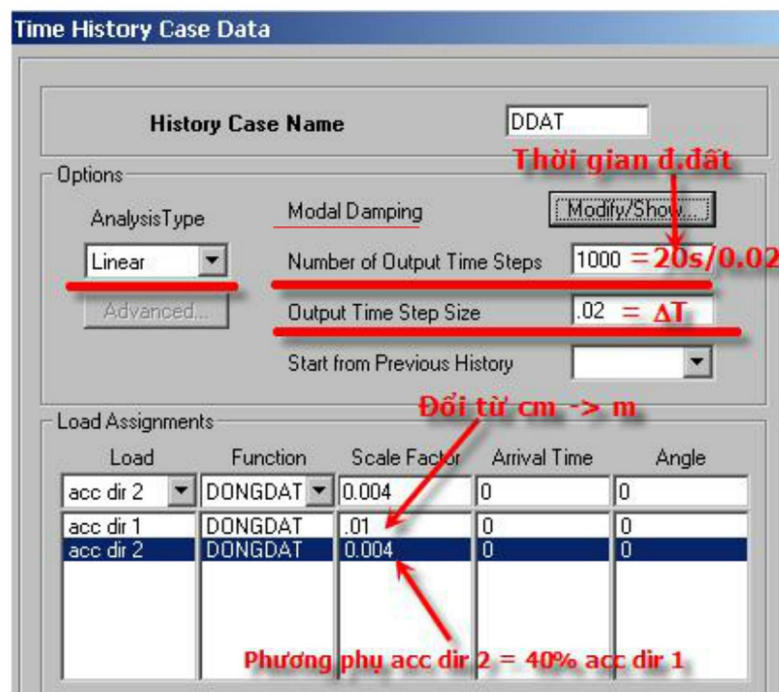 Time History Case Data
History Case Name DDAT
Thời gian đ.đất
Options
AnalysisType Modal Damping Modify/Show...
Linear Number of Output Time Steps 1000 = 20s/0.02
Advanced... Output Time Step Size .02 = ΔT
Start from Previous History
Đổi từ cm -> m
Load Assignments
Load Function Scale Factor Arrival Time Angle
acc dir 2 DONGDAT 0.004 0 0
acc dir 1 DONGDAT .01 0 0
acc dir 2 DONGDAT 0.004 0 0
Phương phụ acc dir 2 = 40% acc dir 1